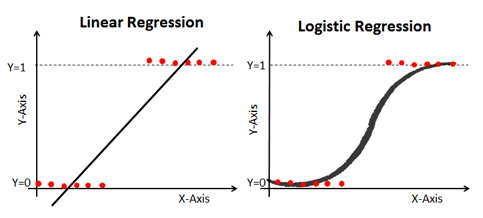 Linear Regression
Y=1
Y-Axis
Y=0
X-Axis
Logistic Regression
Y=1
Y-Axis
Y=0
X-Axis